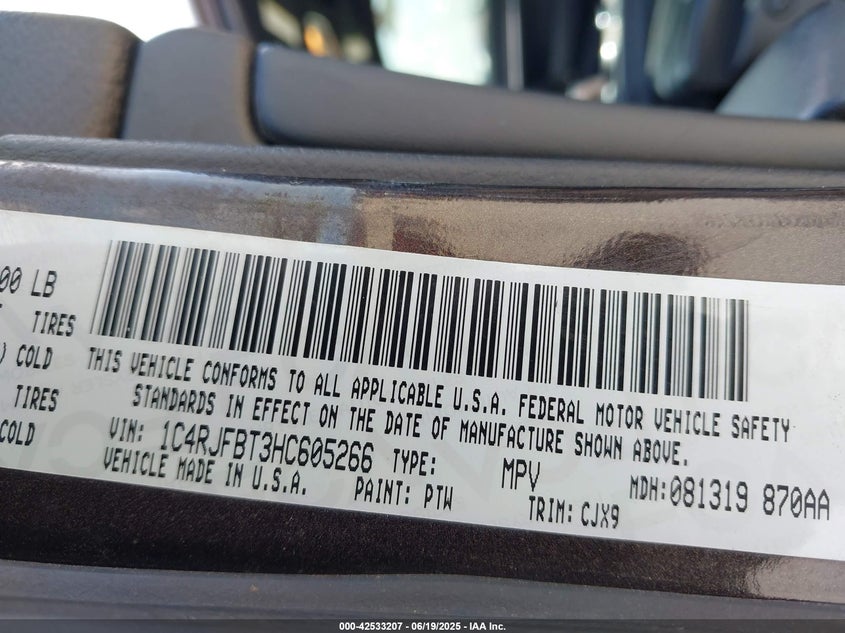 00 LB
TIRES
) COLD
TIRES
COLD
THIS VEHICLE CONFORMS TO ALL APPLICABLE U.S.A. FEDERAL MOTOR VEHICLE SAFETY
STANDARDS IN EFFECT ON THE DATE OF MANUFACTURE SHOWN ABOVE.
VIN: 1C4RJFBT3HC605266 TYPE: MPV MDH:081319 870AA
VEHICLE MADE IN U.S.A. PAINT: PTW TRIM: CJX9
000-42533207 - 06/19/2025 - IAA Inc.